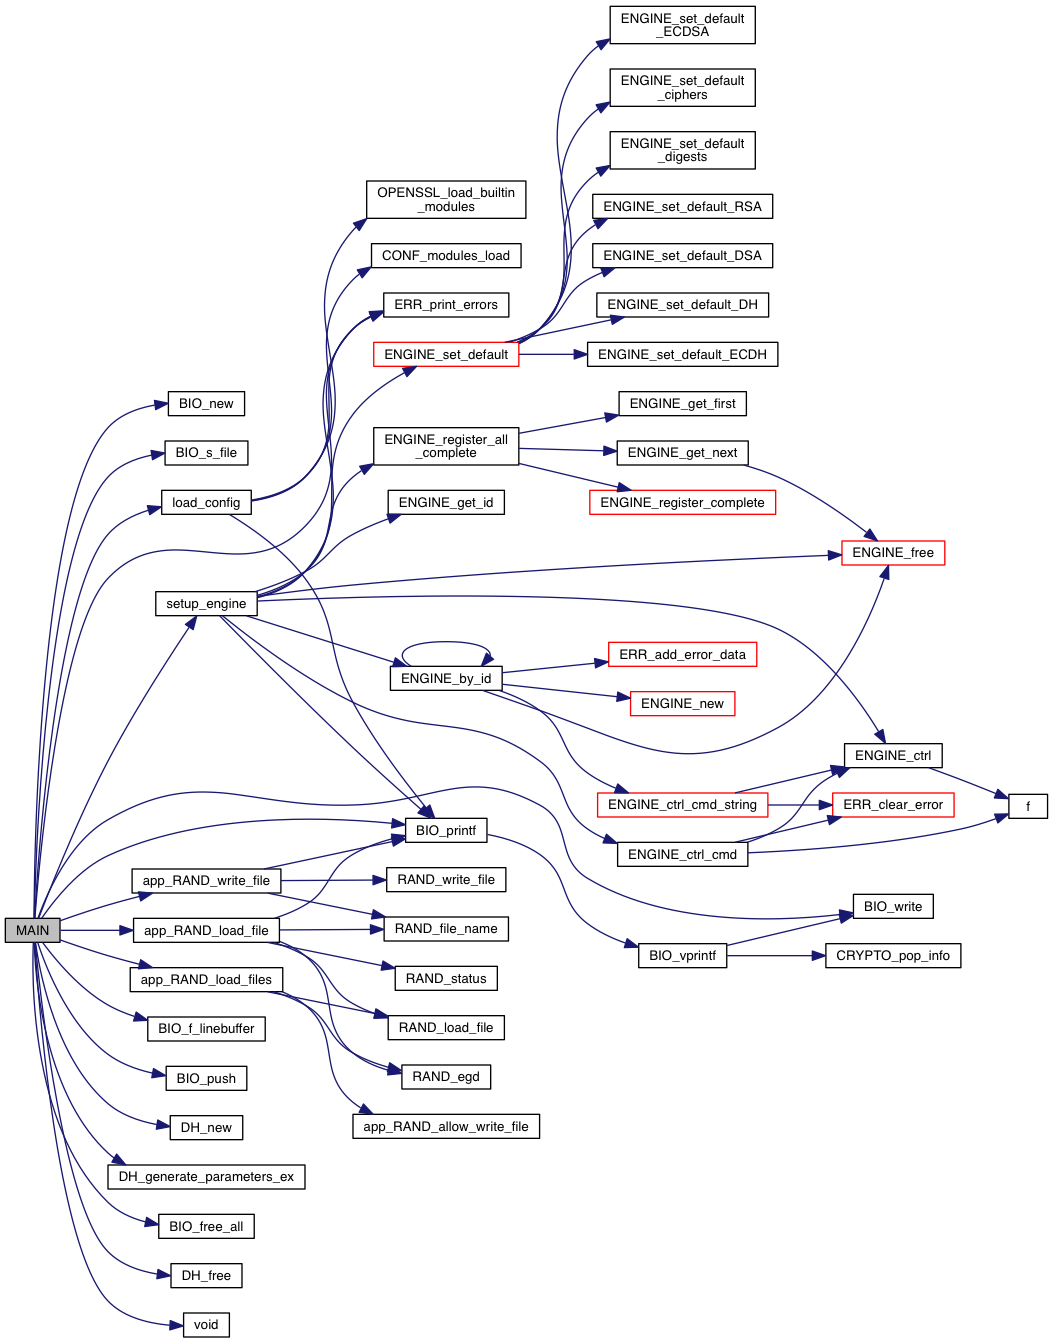 ENGINE_set_default
_ECDSA
ENGINE_set_default
_ciphers
ENGINE_set_default
_digests
OPENSSL_load_builtin
_modules
ENGINE_set_default_RSA
CONF_modules_load
ENGINE_set_default_DSA
ERR_print_errors
ENGINE_set_default_DH
ENGINE_set_default
ENGINE_set_default_ECDH
BIO_new
ENGINE_get_first
ENGINE_register_all
_complete
BIO_s_file
ENGINE_get_next
load_config
ENGINE_get_id
ENGINE_register_complete
ENGINE_free
setup_engine
ERR_add_error_data
ENGINE_by_id
ENGINE_new
ENGINE_ctrl
ENGINE_ctrl_cmd_string
ERR_clear_error
f
BIO_printf
ENGINE_ctrl_cmd
app_RAND_write_file
RAND_write_file
BIO_write
MAIN
app_RAND_load_file
RAND_file_name
BIO_vprintf
CRYPTO_pop_info
app_RAND_load_files
RAND_status
BIO_f_linebuffer
RAND_load_file
BIO_push
RAND_egd
DH_new
app_RAND_allow_write_file
DH_generate_parameters_ex
BIO_free_all
DH_free
void